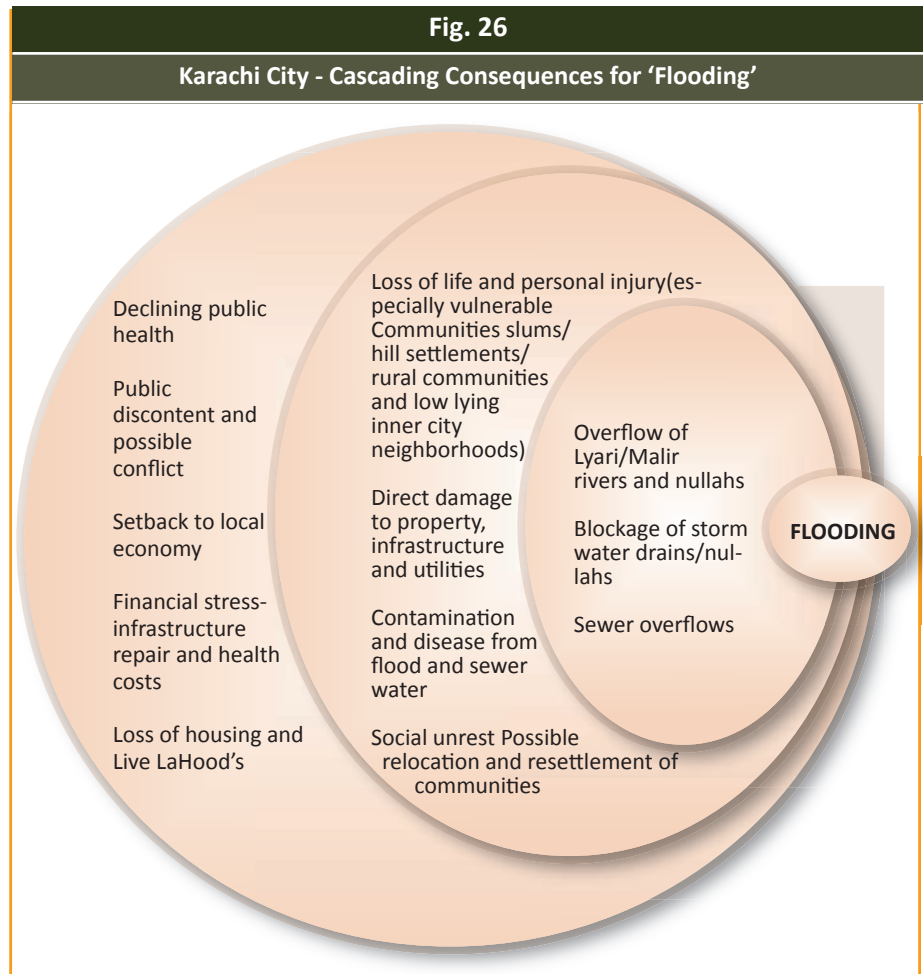 Fig. 26
Karachi City - Cascading Consequences for ‘Flooding’
Declining public
health
Public
discontent and
possible
conflict
Setback to local
economy
Financial stress-
infrastructure
repair and health
costs
Loss of housing and
Live LaHood’s
Loss of life and personal injury(es-
pecially vulnerable
Communities slums/
hill settlements/
rural communities
and low lying
inner city
neighborhoods)
Direct damage
to property,
infrastructure
and utilities
Contamination
and disease from
flood and sewer
water
Social unrest Possible
relocation and resettlement of
communities
Overflow of
Lyari/Malir
rivers and nullahs
Blockage of storm
water drains/nul-
lahs
Sewer overflows
FLOODING